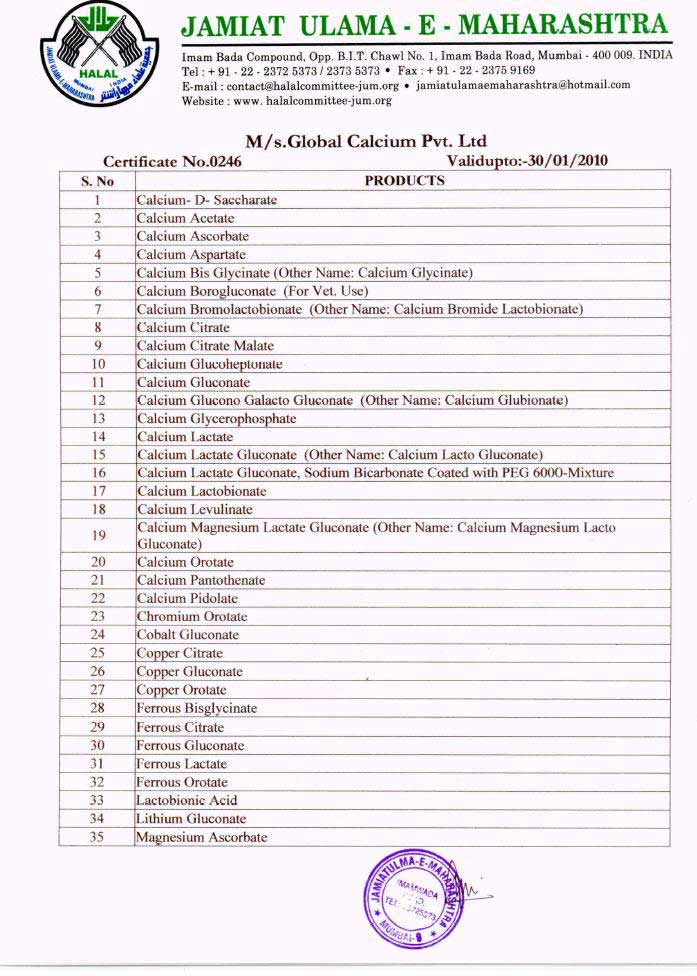 JAMIAT ULAMA - E - MAHARASHTRA
Imam Bada Compound, Opp. B.I.T. Chawl No. 1, Imam Bada Road, Mumbai - 400 009. INDIA
Tel : + 91 - 22 - 2372 5373 / 2373 5373 • Fax : + 91 - 22 - 2375 9169
E-mail : contact@halalcommittee-jum.org • jamiatulamaemaharashtra@hotmail.com
Website : www. halalcommittee-jum.org
HALAL
MUMBAI INDIA
JAMIAT ULAMA-E-MAHARASHTRA
جمعية علماء مهاراشتر
M/s.Global Calcium Pvt. Ltd
Certificate No.0246 Validupto:-30/01/2010
S. No PRODUCTS
1 Calcium- D- Saccharate
2 Calcium Acetate
3 Calcium Ascorbate
4 Calcium Aspartate
5 Calcium Bis Glycinate (Other Name: Calcium Glycinate)
6 Calcium Borogluconate (For Vet. Use)
7 Calcium Bromolactobionate (Other Name: Calcium Bromide Lactobionate)
8 Calcium Citrate
9 Calcium Citrate Malate
10 Calcium Glucoheptonate
11 Calcium Gluconate
12 Calcium Glucono Galacto Gluconate (Other Name: Calcium Glubionate)
13 Calcium Glycerophosphate
14 Calcium Lactate
15 Calcium Lactate Gluconate (Other Name: Calcium Lacto Gluconate)
16 Calcium Lactate Gluconate, Sodium Bicarbonate Coated with PEG 6000-Mixture
17 Calcium Lactobionate
18 Calcium Levulinate
19 Calcium Magnesium Lactate Gluconate (Other Name: Calcium Magnesium Lacto
Gluconate)
20 Calcium Orotate
21 Calcium Pantothenate
22 Calcium Pidolate
23 Chromium Orotate
24 Cobalt Gluconate
25 Copper Citrate
26 Copper Gluconate
27 Copper Orotate
28 Ferrous Bisglycinate
29 Ferrous Citrate
30 Ferrous Gluconate
31 Ferrous Lactate
32 Ferrous Orotate
33 Lactobionic Acid
34 Lithium Gluconate
35 Magnesium Ascorbate
JAMIATULMA-E-MAHARASHTRA
IMAMWADA
TEL:
MUMBAI-9